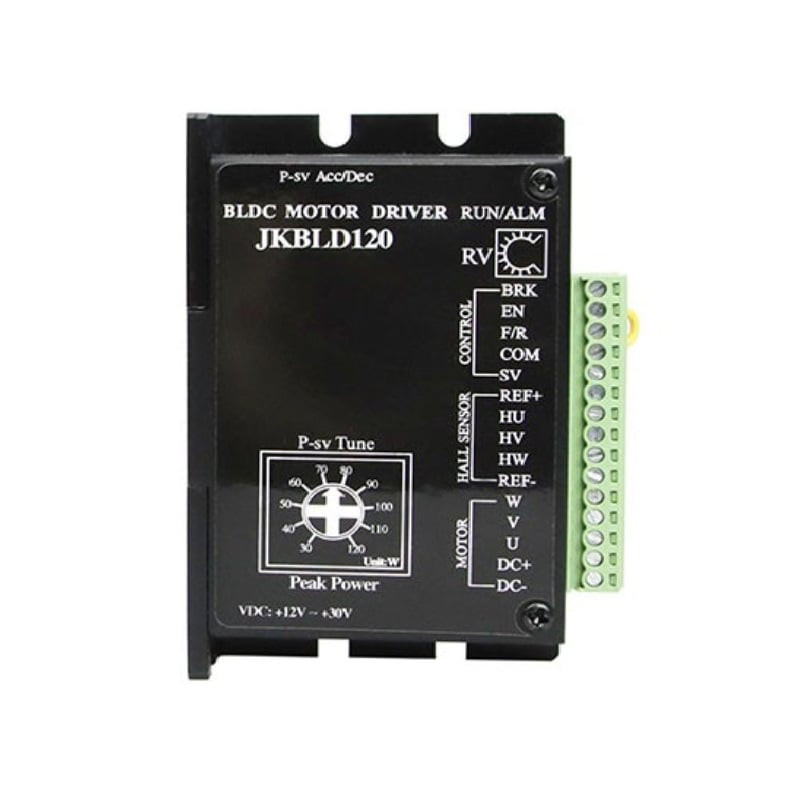 P-sv Acc/Dec
BLDC MOTOR DRIVER RUN/ALM
JKBLD120
RV
CONTROL
BRK
EN
F/R
COM
SV
HALL SENSOR
REF+
HU
HV
HW
REF-
MOTOR
W
V
U
DC+
DC-
P-sv Tune
70 80
60 90
50 100
40 110
30 120
Unit:W
Peak Power
VDC: +12V ~ +30V